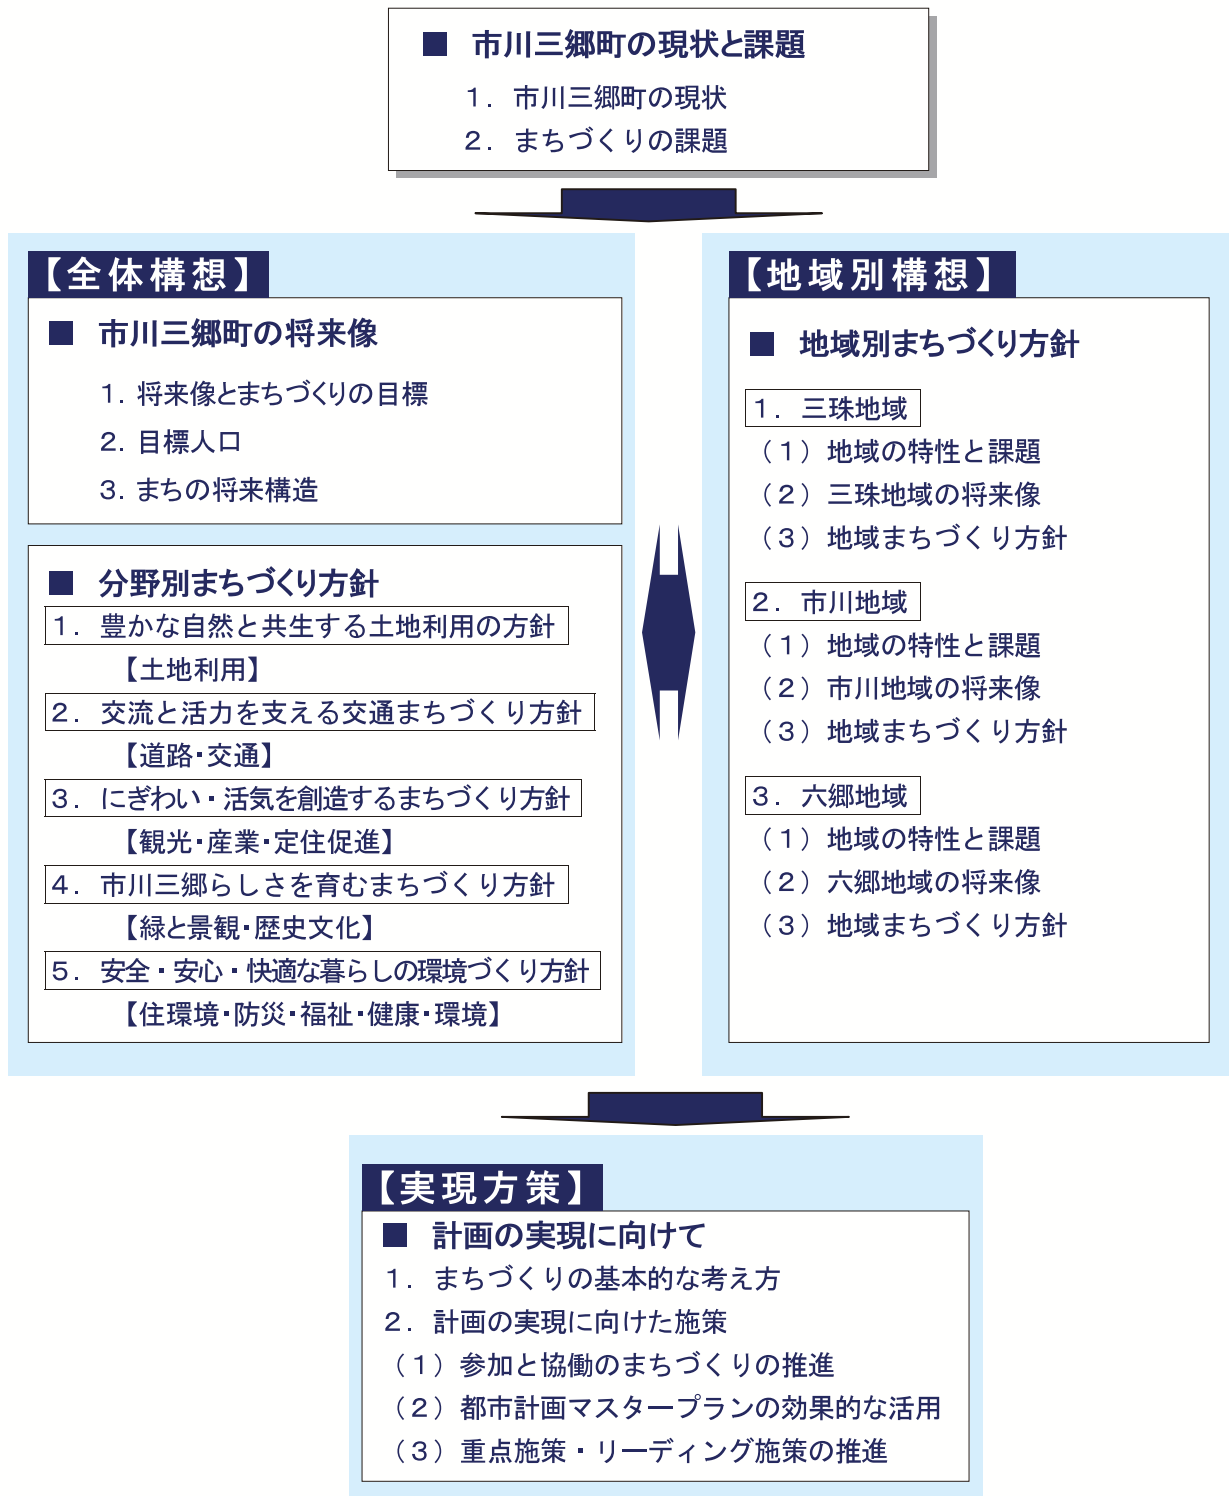 ■ 市川三郷町の現状と課題
1．市川三郷町の現状
2．まちづくりの課題
【全体構想】
■ 市川三郷町の将来像
1．将来像とまちづくりの目標
2．目標人口
3．まちの将来構造
■ 分野別まちづくり方針
1．豊かな自然と共生する土地利用の方針
【土地利用】
2．交流と活力を支える交通まちづくり方針
【道路・交通】
3．にぎわい・活気を創造するまちづくり方針
【観光・産業・定住促進】
4．市川三郷らしさを育むまちづくり方針
【緑と景観・歴史文化】
5．安全・安心・快適な暮らしの環境づくり方針
【住環境・防災・福祉・健康・環境】
【地域別構想】
■ 地域別まちづくり方針
1．三珠地域
（1）地域の特性と課題
（2）三珠地域の将来像
（3）地域まちづくり方針
2．市川地域
（1）地域の特性と課題
（2）市川地域の将来像
（3）地域まちづくり方針
3．六郷地域
（1）地域の特性と課題
（2）六郷地域の将来像
（3）地域まちづくり方針
【実現方策】
■ 計画の実現に向けて
1．まちづくりの基本的な考え方
2．計画の実現に向けた施策
（1）参加と協働のまちづくりの推進
（2）都市計画マスタープランの効果的な活用
（3）重点施策・リーディング施策の推進